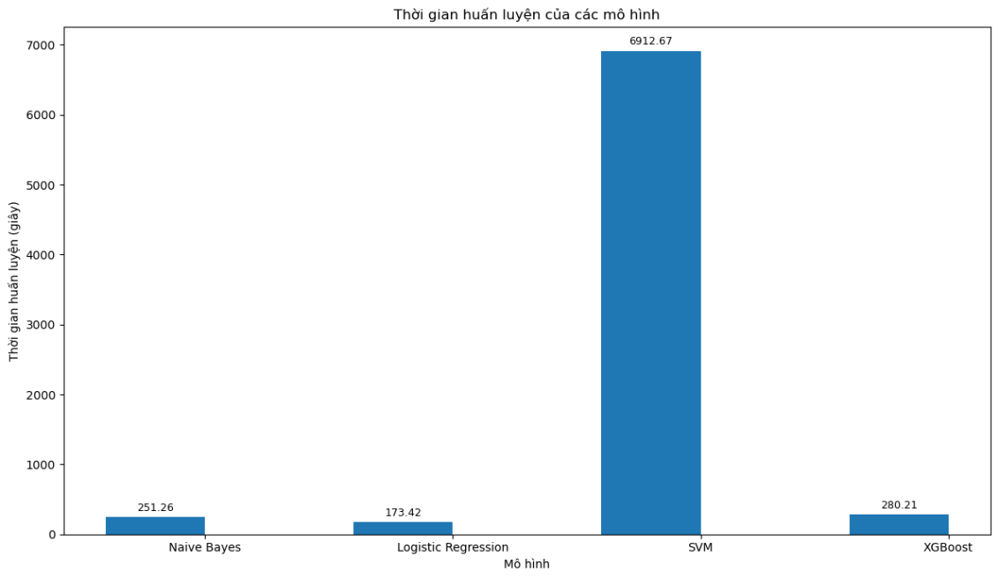 Thời gian huấn luyện của các mô hình
Thời gian huấn luyện (giây)
7000
6000
5000
4000
3000
2000
1000
0
251.26
173.42
6912.67
280.21
Naive Bayes
Logistic Regression
SVM
XGBoost
Mô hình